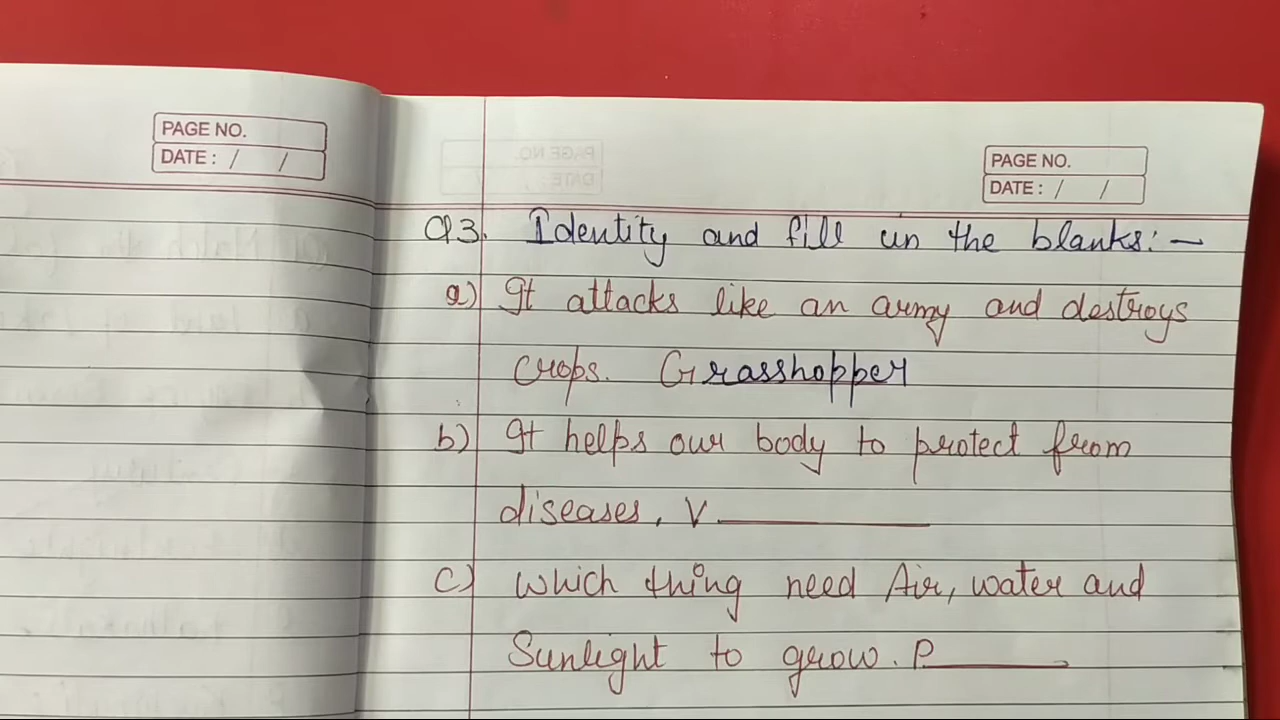 PAGE NO.
DATE : / /
PAGE NO.
DATE : / /
Q3. Identity and fill in the blanks:-
a) It attacks like an army and destroys
crops. Grasshopper
b) It helps our body to protect from
diseases, V
c) Which thing need Air, water and
Sunlight to grow. P